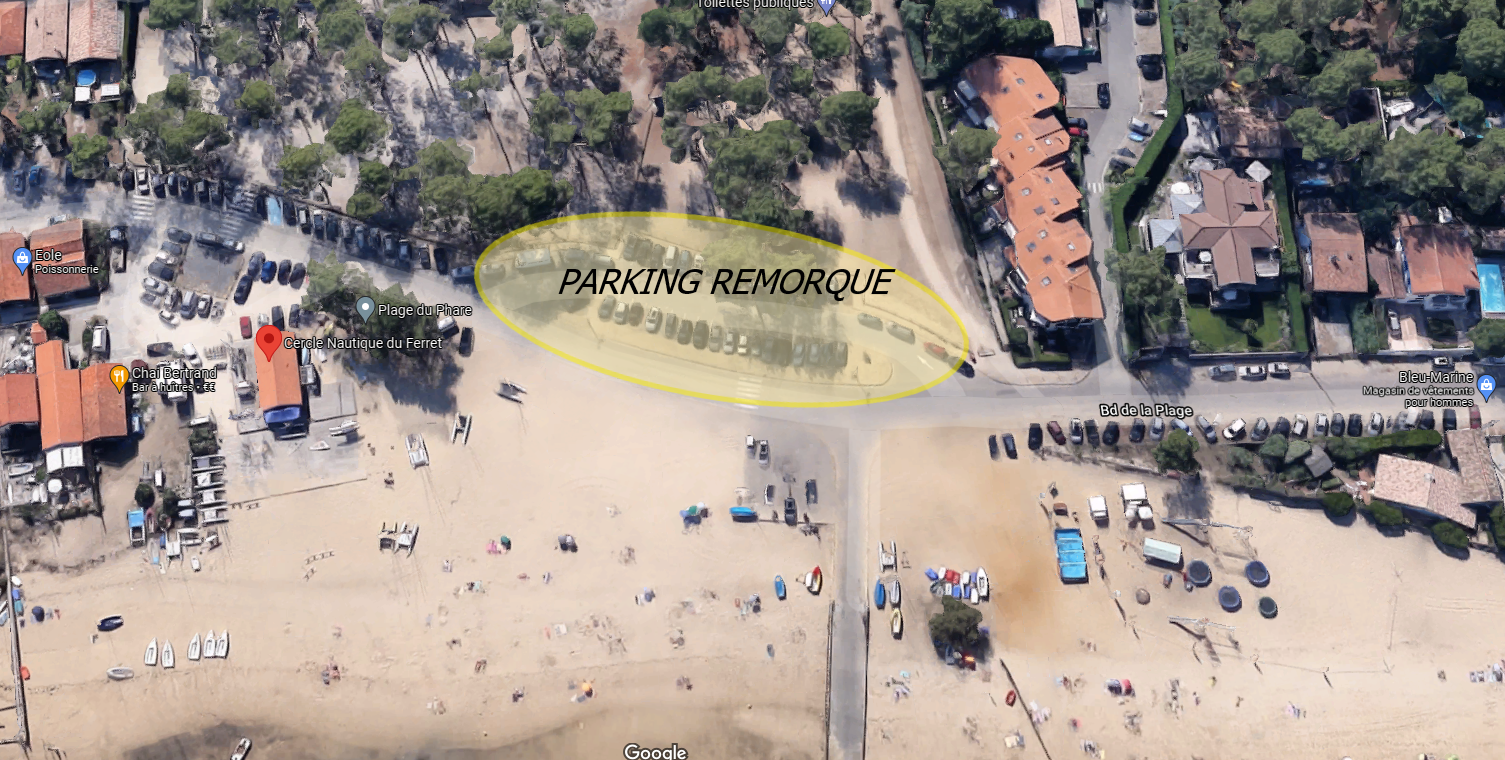 Toilettes publiques
Eole
Poissonnerie
PARKING REMORQUE
Plage du Phare
Cercle Nautique du Ferret
Chai Bertrand
Bar à huîtres • €€
Bleu-Marine
Magasin de vêtements
pour hommes
Bd de la Plage
Google